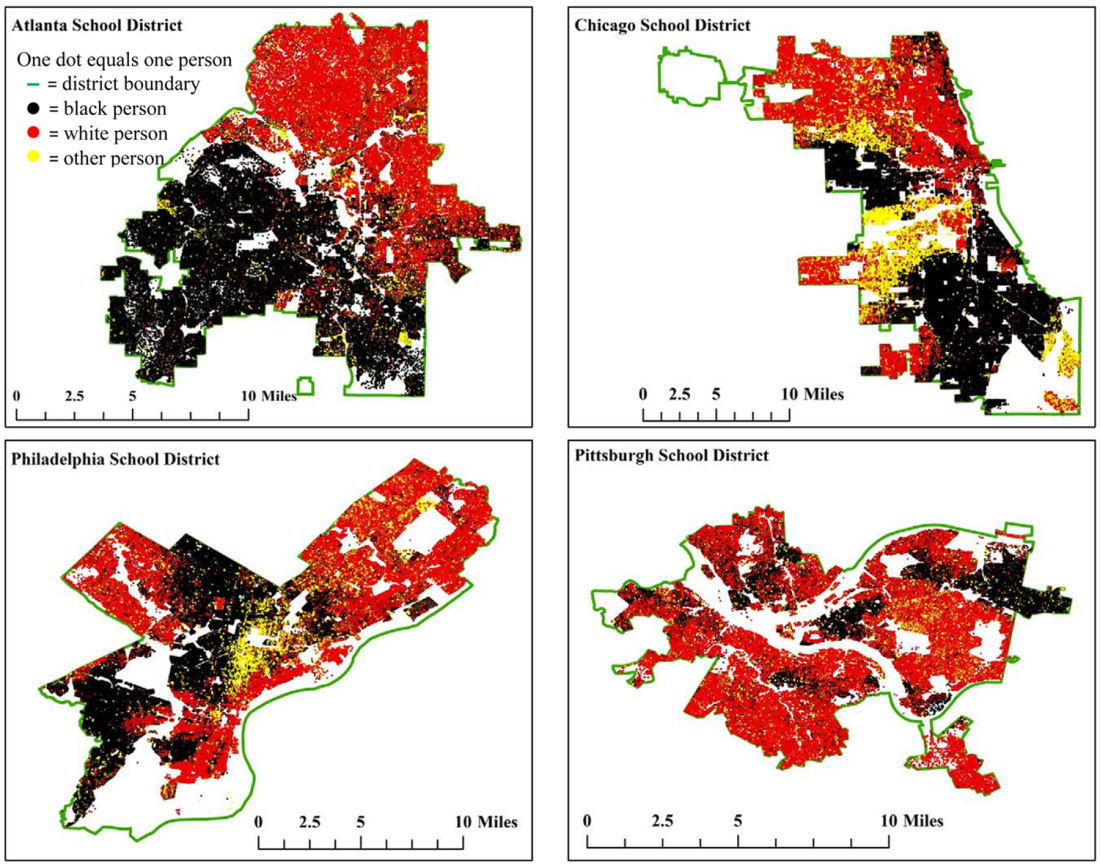 Atlanta School District
One dot equals one person
= district boundary
= black person
= white person
= other person
0 2.5 5 10 Miles
Chicago School District
0 2.5 5 10 Miles
Philadelphia School District
0 2.5 5 10 Miles
Pittsburgh School District
0 2.5 5 10 Miles